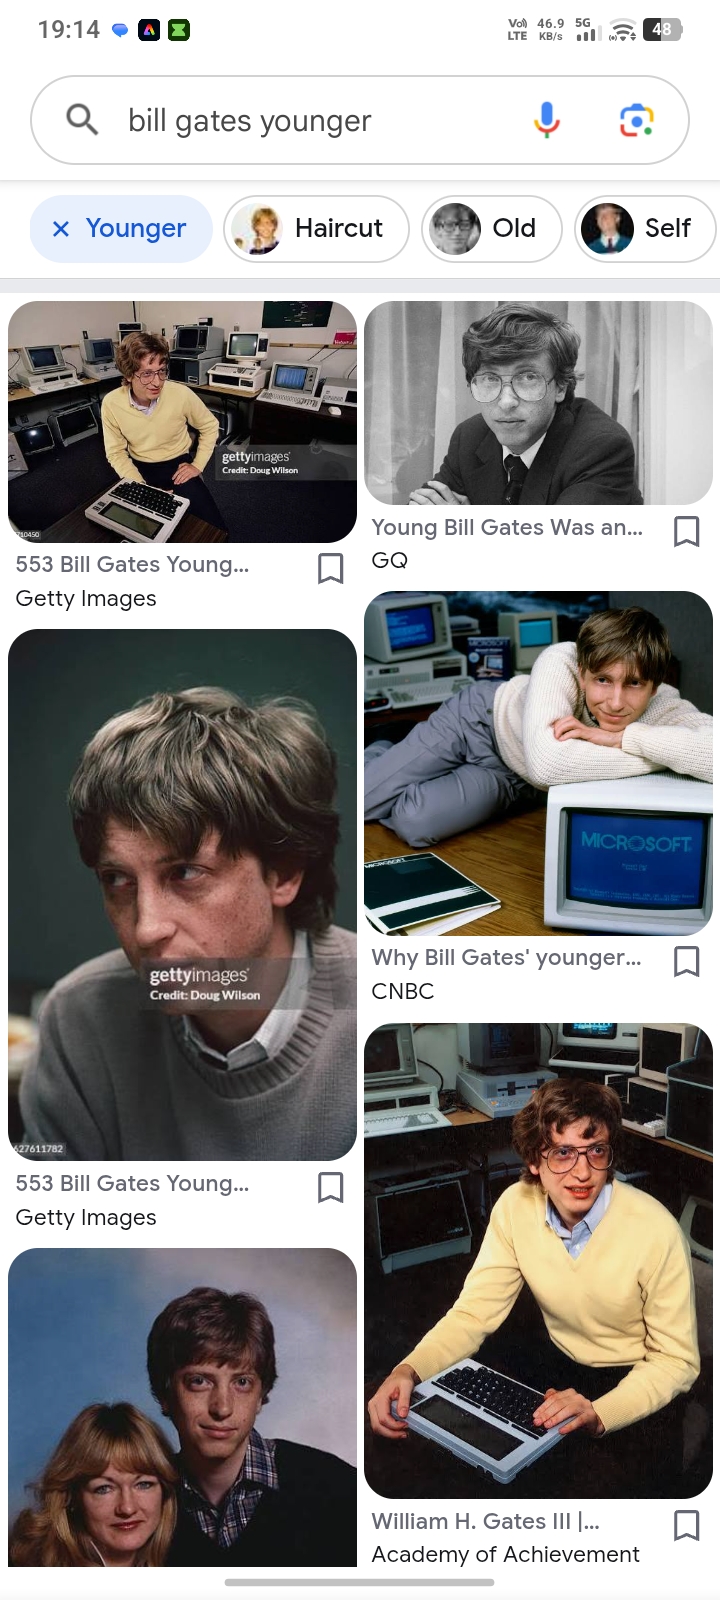 19:14
Vo)) LTE
46.9 KB/s
5G
48
bill gates younger
× Younger
Haircut
Old
Self
gettyimages®
Credit: Doug Wilson
553 Bill Gates Young...
Getty Images
Young Bill Gates Was an...
GQ
MICROSOFT
Why Bill Gates' younger...
CNBC
gettyimages®
Credit: Doug Wilson
627611782
553 Bill Gates Young...
Getty Images
William H. Gates III |...
Academy of Achievement